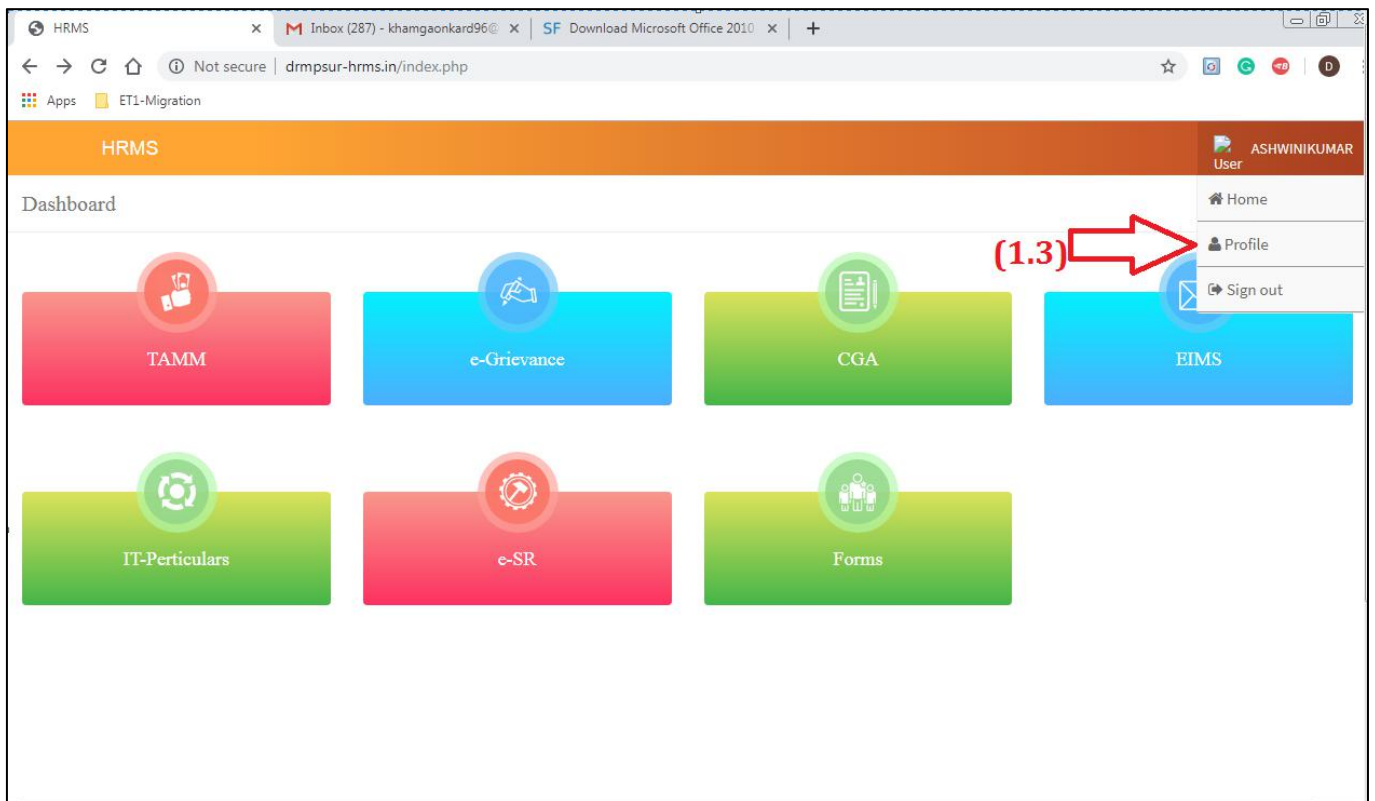 HRMS
Inbox (287) - khamgaonkard96@
SF Download Microsoft Office 2010
Not secure | drmpsur-hrms.in/index.php
D
Apps ET1-Migration
HRMS
User
ASHWINIKUMAR
Dashboard
Home
(1.3)
Profile
Sign out
TAMM
e-Grievance
CGA
EIMS
IT-Perticulars
e-SR
Forms